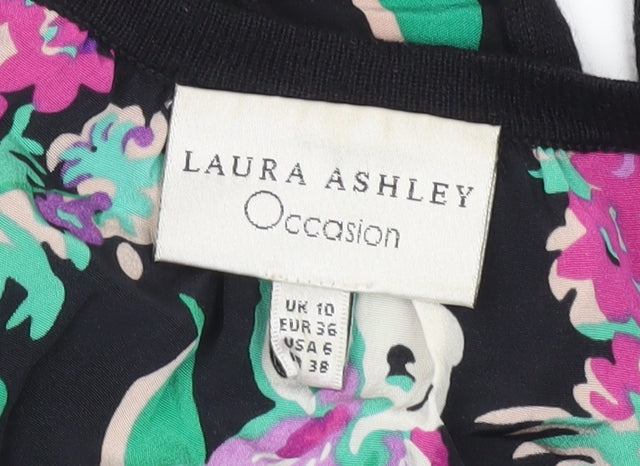 LAURA ASHLEY
Occasion
UK 10
EUR 36
USA 6
38